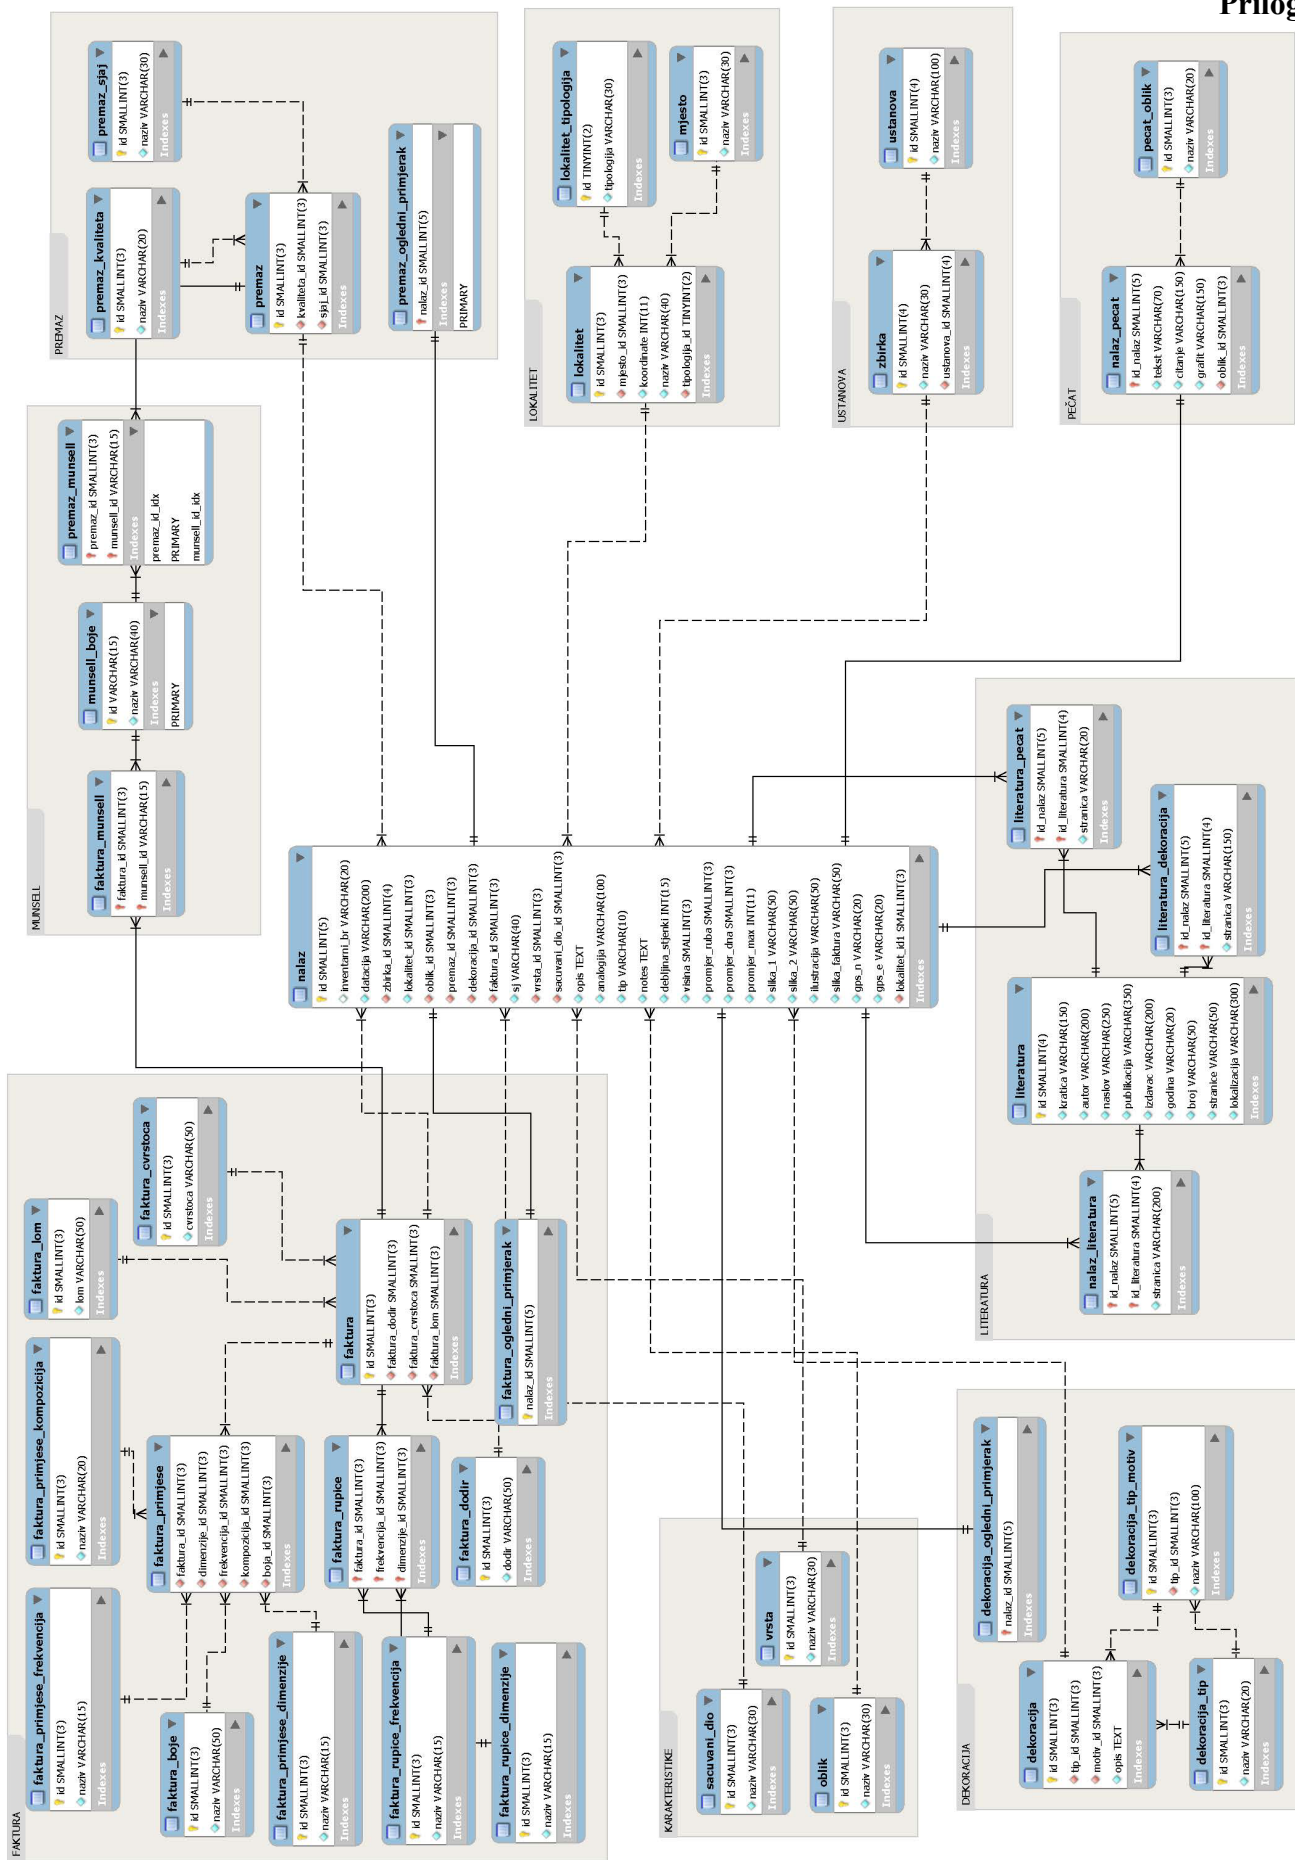 Prilog
PREMAZ
premaz_sjaj
id SMALLINT(3)
naziv VARCHAR(30)
Indexes
premaz_kvaliteta
id SMALLINT(3)
naziv VARCHAR(20)
Indexes
premaz
id SMALLINT(3)
kvaliteta_id SMALLINT(3)
sjaj_id SMALLINT(3)
Indexes
premaz_ogledni_primjerak
nalaz_id SMALLINT(5)
Indexes
PRIMARY
LOKALITET
lokalitet_tipologija
id TINYINT(2)
tipologija VARCHAR(30)
Indexes
mjesto
id SMALLINT(3)
naziv VARCHAR(30)
Indexes
lokalitet
id SMALLINT(3)
mjesto_id SMALLINT(3)
koordinate INT(11)
naziv VARCHAR(40)
tipologija_id TINYINT(2)
Indexes
USTANOVA
ustanova
id SMALLINT(4)
naziv VARCHAR(100)
Indexes
zbirka
id SMALLINT(4)
naziv VARCHAR(30)
ustanova_id SMALLINT(4)
Indexes
PEČAT
pecat_oblik
id SMALLINT(3)
naziv VARCHAR(20)
Indexes
nalaz_pecat
id_nalaz SMALLINT(5)
tekst VARCHAR(70)
citanje VARCHAR(150)
grafit VARCHAR(150)
oblik_id SMALLINT(3)
Indexes
MUNSELL
premaz_munsell
premaz_id SMALLINT(3)
munsell_id VARCHAR(15)
Indexes
premaz_id_idx
PRIMARY
munsell_id_idx
munsell_boje
id VARCHAR(15)
naziv VARCHAR(40)
Indexes
PRIMARY
faktura_munsell
faktura_id SMALLINT(3)
munsell_id VARCHAR(15)
Indexes
nalaz
id SMALLINT(5)
inventarni_br VARCHAR(20)
datacija VARCHAR(200)
zbirka_id SMALLINT(4)
lokalitet_id SMALLINT(3)
oblik_id SMALLINT(3)
premaz_id SMALLINT(3)
dekoracija_id SMALLINT(3)
faktura_id SMALLINT(3)
sj VARCHAR(40)
vrsta_id SMALLINT(3)
sacuvani_dio_id SMALLINT(3)
opis TEXT
analogija VARCHAR(100)
tip VARCHAR(10)
notes TEXT
debljina_stjenki INT(15)
visina SMALLINT(3)
promjer_ruba SMALLINT(3)
promjer_dna SMALLINT(3)
promjer_max INT(11)
slika_1 VARCHAR(50)
slika_2 VARCHAR(50)
ilustracija VARCHAR(50)
slika_faktura VARCHAR(50)
gps_n VARCHAR(20)
gps_e VARCHAR(20)
lokalitet_id1 SMALLINT(3)
Indexes
LITERATURA
literatura_pecat
id_nalaz SMALLINT(5)
id_literatura SMALLINT(4)
stranica VARCHAR(20)
Indexes
literatura_dekoracija
id_nalaz SMALLINT(5)
id_literatura SMALLINT(4)
stranica VARCHAR(150)
Indexes
literatura
id SMALLINT(4)
kratica VARCHAR(150)
autor VARCHAR(200)
naslov VARCHAR(250)
publikacija VARCHAR(350)
izdavac VARCHAR(200)
godina VARCHAR(20)
broj VARCHAR(50)
stranice VARCHAR(50)
lokalizacija VARCHAR(300)
Indexes
nalaz_literatura
id_nalaz SMALLINT(5)
id_literatura SMALLINT(4)
stranica VARCHAR(200)
Indexes
FAKTURA
faktura_cvrstoca
id SMALLINT(3)
cvrstoca VARCHAR(50)
Indexes
faktura_lom
id SMALLINT(3)
lom VARCHAR(50)
Indexes
faktura
id SMALLINT(3)
faktura_dodir SMALLINT(3)
faktura_cvrstoca SMALLINT(3)
faktura_lom SMALLINT(3)
Indexes
faktura_ogledni_primjerak
nalaz_id SMALLINT(5)
Indexes
faktura_primjese_kompozicija
id SMALLINT(3)
naziv VARCHAR(20)
Indexes
faktura_primjese
faktura_id SMALLINT(3)
dimenzije_id SMALLINT(3)
frekvencija_id SMALLINT(3)
kompozicija_id SMALLINT(3)
boja_id SMALLINT(3)
Indexes
faktura_rupice
faktura_id SMALLINT(3)
frekvencija_id SMALLINT(3)
dimenzije_id SMALLINT(3)
Indexes
faktura_dodir
id SMALLINT(3)
dodir VARCHAR(50)
Indexes
faktura_primjese_frekvencija
id SMALLINT(3)
naziv VARCHAR(15)
Indexes
faktura_boje
id SMALLINT(3)
naziv VARCHAR(50)
Indexes
faktura_primjese_dimenzije
id SMALLINT(3)
naziv VARCHAR(15)
Indexes
faktura_rupice_frekvencija
id SMALLINT(3)
naziv VARCHAR(15)
Indexes
faktura_rupice_dimenzije
id SMALLINT(3)
naziv VARCHAR(15)
Indexes
KARAKTERISTIKE
vrsta
id SMALLINT(3)
naziv VARCHAR(30)
Indexes
sacuvani_dio
id SMALLINT(3)
naziv VARCHAR(30)
Indexes
oblik
id SMALLINT(3)
naziv VARCHAR(30)
Indexes
DEKORACIJA
dekoracija_ogledni_primjerak
nalaz_id SMALLINT(5)
Indexes
dekoracija_tip_motiv
id SMALLINT(3)
tip_id SMALLINT(3)
naziv VARCHAR(100)
Indexes
dekoracija
id SMALLINT(3)
tip_id SMALLINT(3)
motiv_id SMALLINT(3)
opis TEXT
Indexes
dekoracija_tip
id SMALLINT(3)
naziv VARCHAR(20)
Indexes